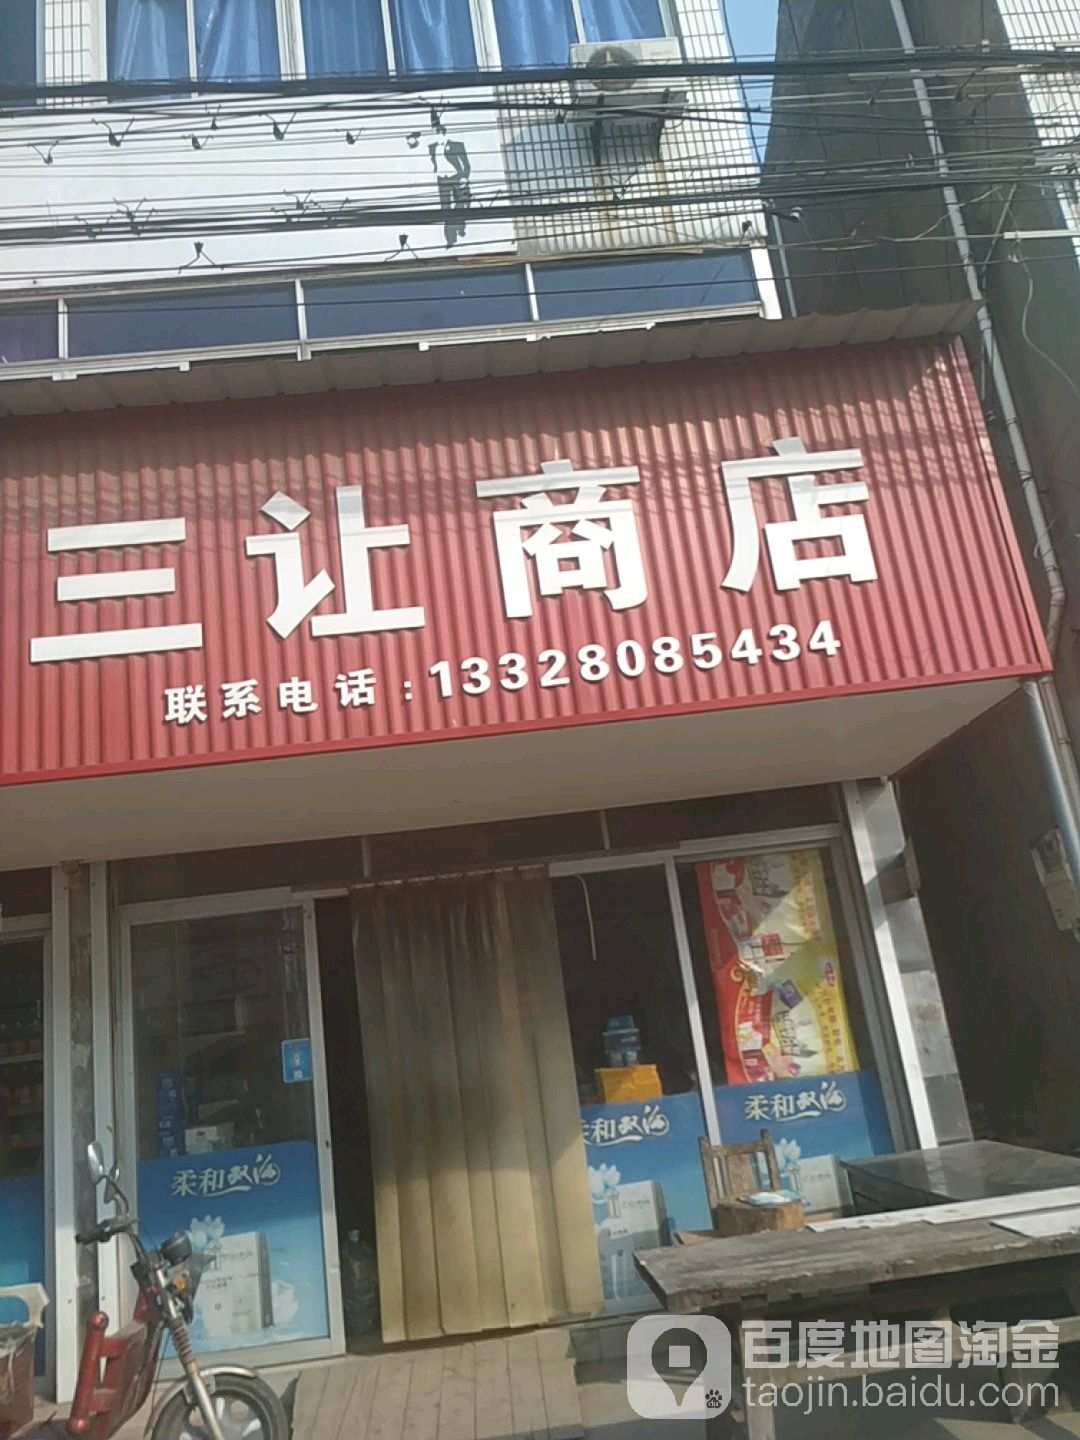 三让商店
联系电话:13328085434
柔和双沟
柔和双沟
柔和双沟
百度地图淘金
taojin.baidu.com